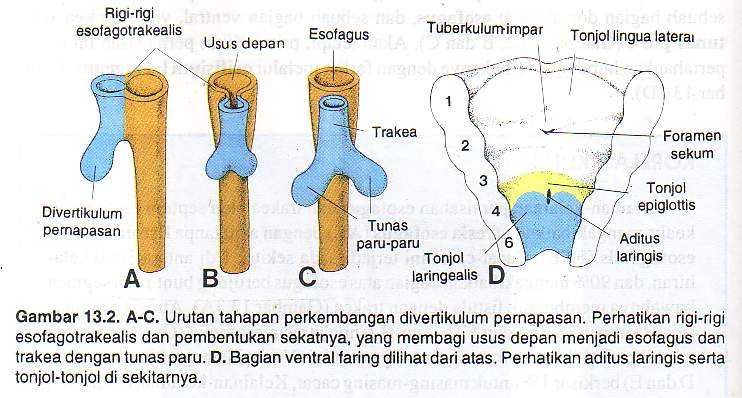 Rigi-rigi
esofagotrakealis
Usus depan
Esofagus
Tuberkulum impar
Tonjol lingua lateral
1
2
3
4
6
Trakea
Foramen
sekum
Tonjol
epiglottis
Divertikulum
pernapasan
Tunas
paru-paru
Tonjol
laringealis
Aditus
laringis
A
B
C
D
Gambar 13.2. A-C. Urutan tahapan perkembangan divertikulum pernapasan. Perhatikan rigi-rigi
esofagotrakealis dan pembentukan sekatnya, yang membagi usus depan menjadi esofagus dan
trakea dengan tunas paru. D. Bagian ventral faring dilihat dari atas. Perhatikan aditus laringis serta
tonjol-tonjol di sekitarnya.